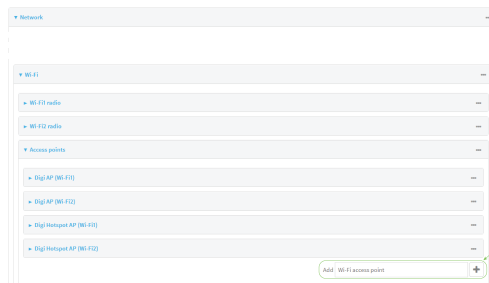 Network
Wi-Fi
Wi-Fi1 radio
Wi-Fi2 radio
Access points
Digi AP (Wi-Fi1)
Digi AP (Wi-Fi2)
Digi Hotspot AP (Wi-Fi1)
Digi Hotspot AP (Wi-Fi2)
Add Wi-Fi access point